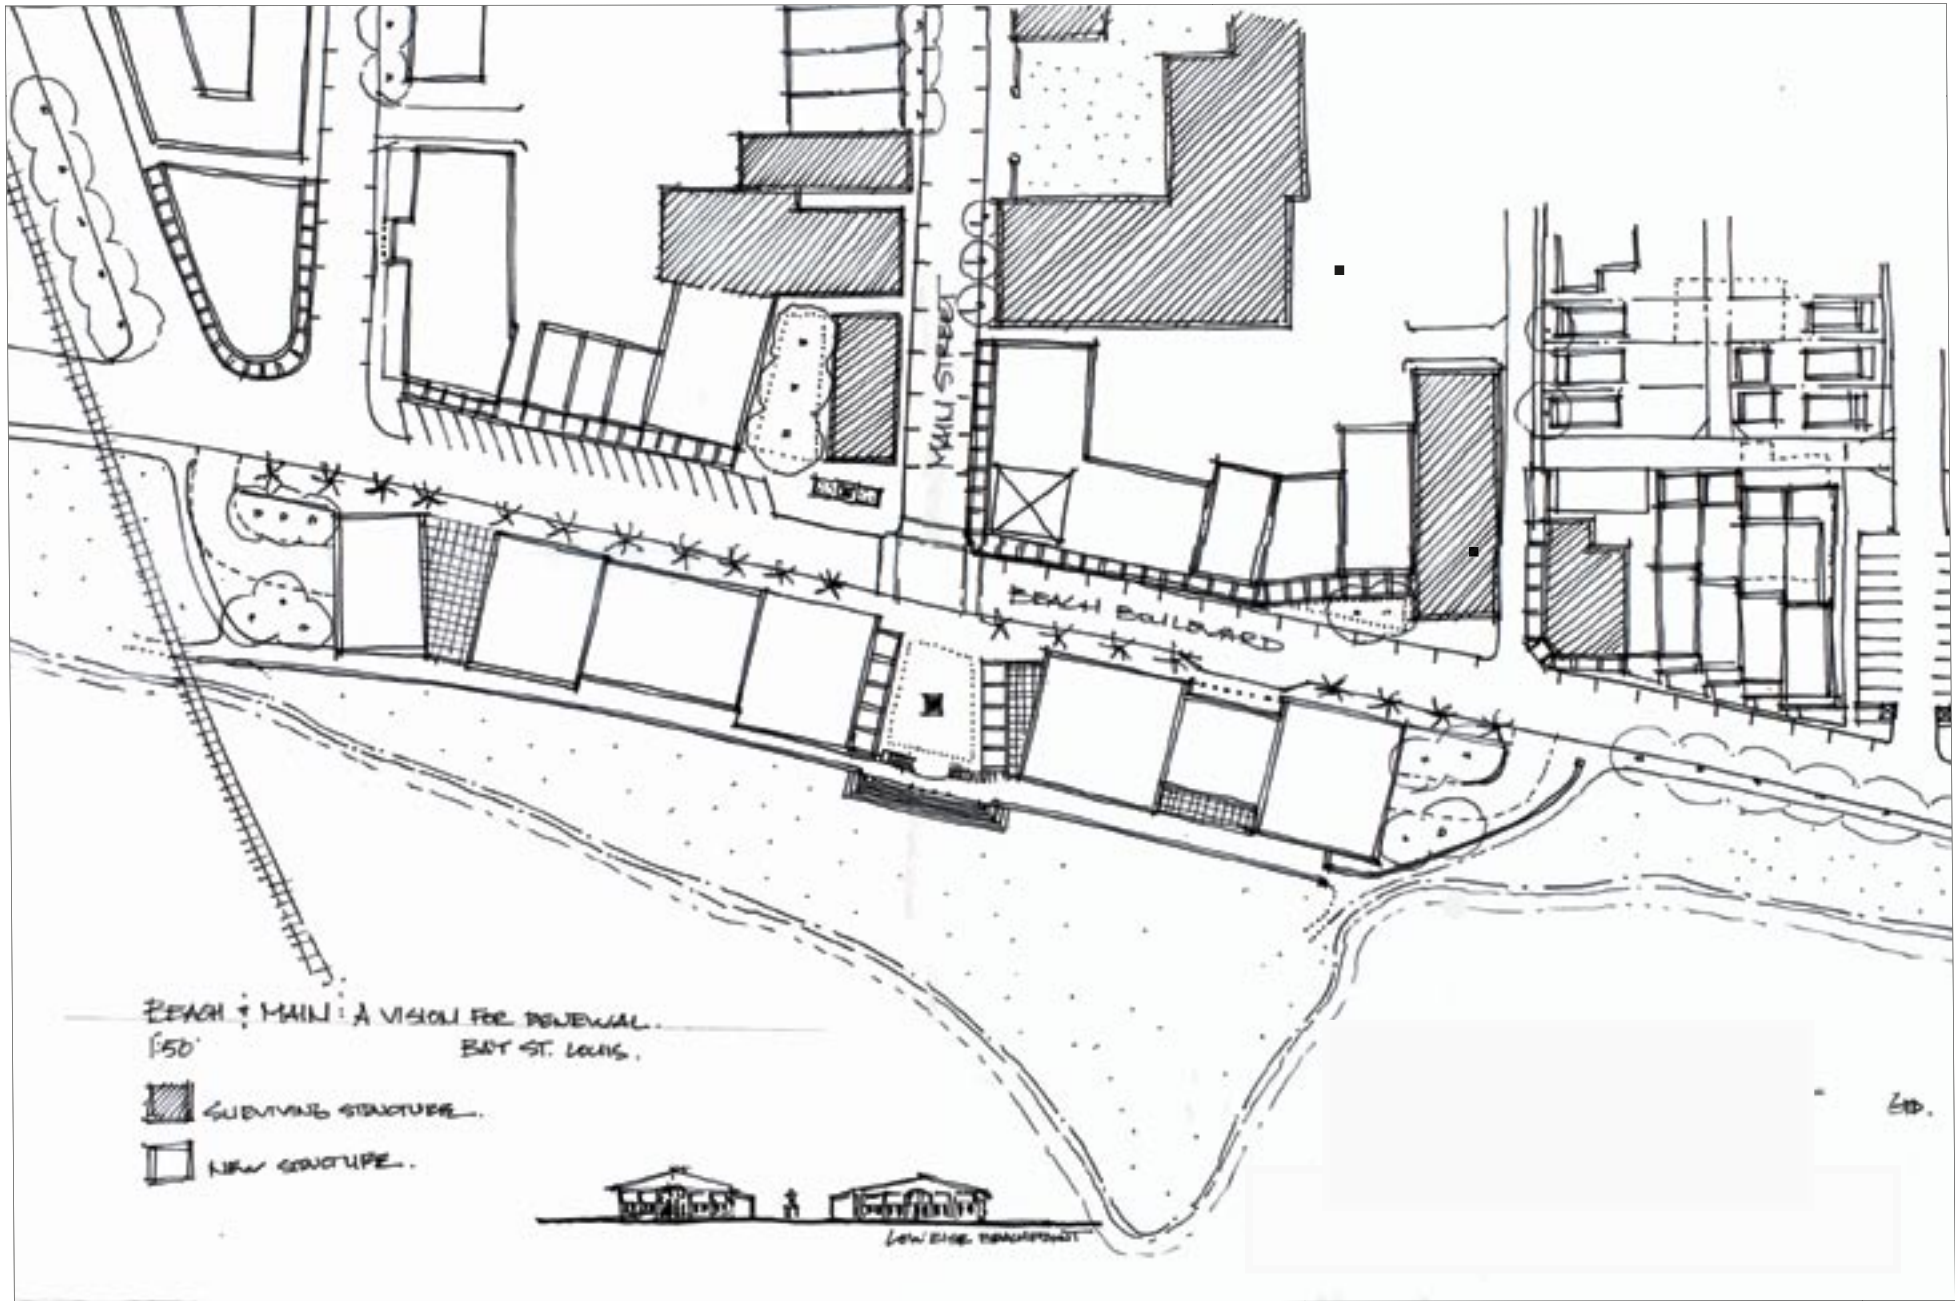 MAIN STREET
BEACH BOULEVARD
BEACH & MAIN: A VISION FOR RENEWAL.
1:50'
BAY ST. LOUIS.
SURVIVING STRUCTURE.
NEW STRUCTURE.
LOW RISE BEACHFRONT